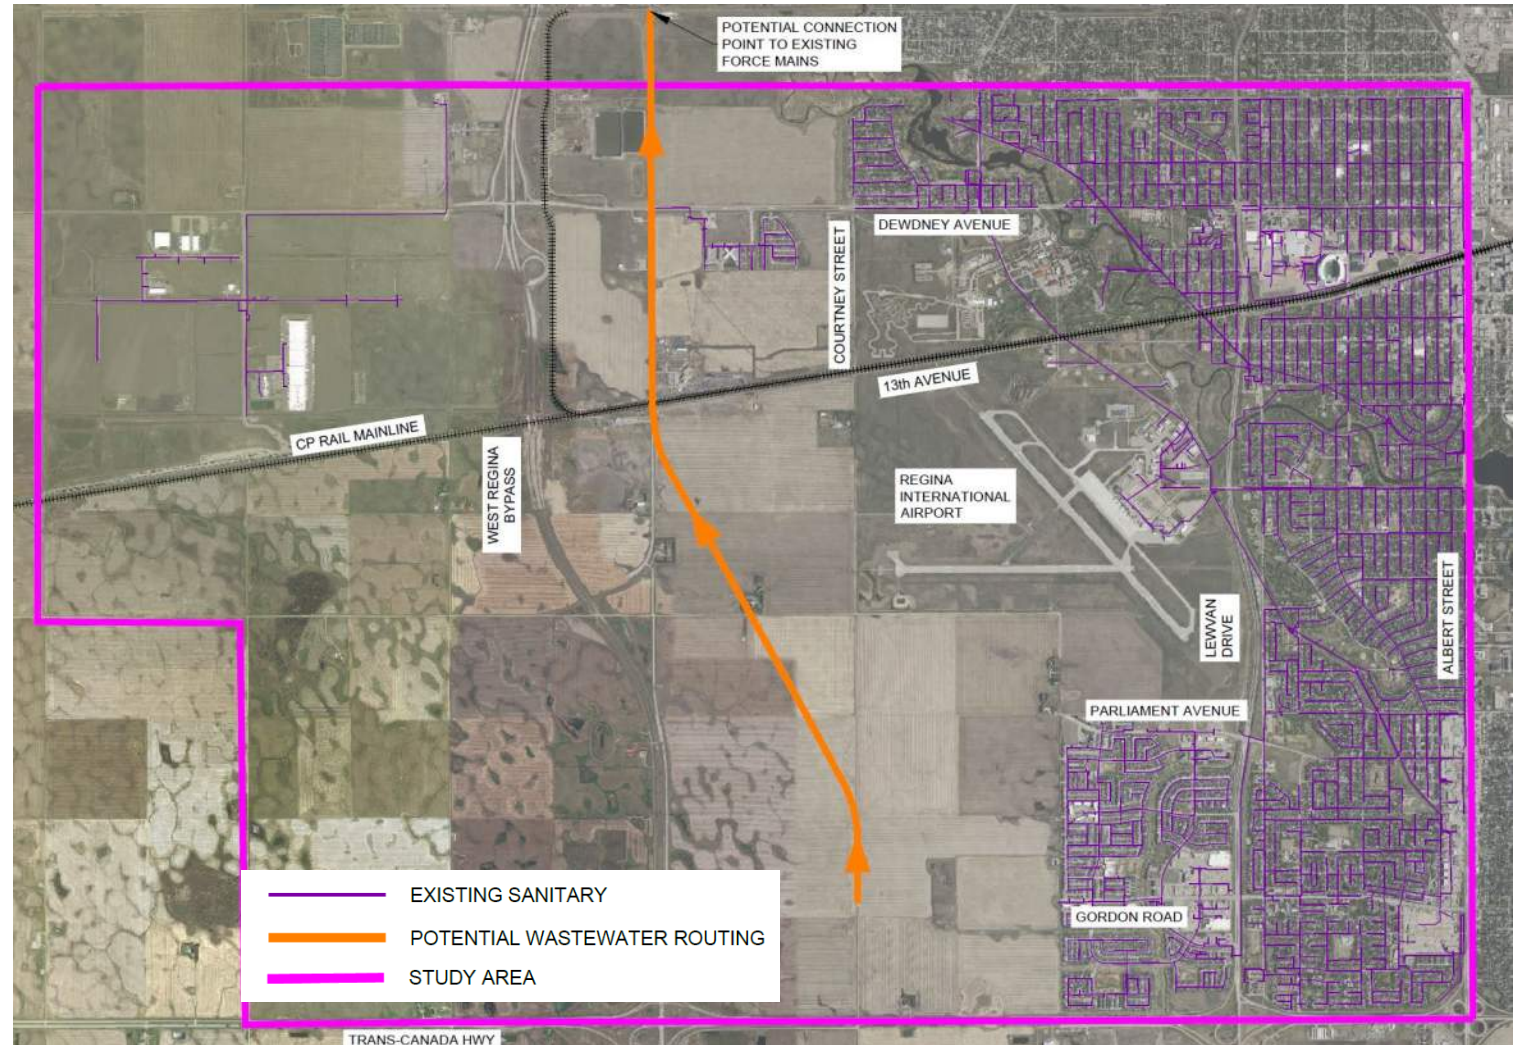 POTENTIAL CONNECTION
POINT TO EXISTING
FORCE MAINS
DEWDNEY AVENUE
COURTNEY STREET
13th AVENUE
CP RAIL MAINLINE
WEST REGINA
BYPASS
REGINA
INTERNATIONAL
AIRPORT
LEWVAN
DRIVE
ALBERT STREET
PARLIAMENT AVENUE
GORDON ROAD
EXISTING SANITARY
POTENTIAL WASTEWATER ROUTING
STUDY AREA
TRANS-CANADA HWY